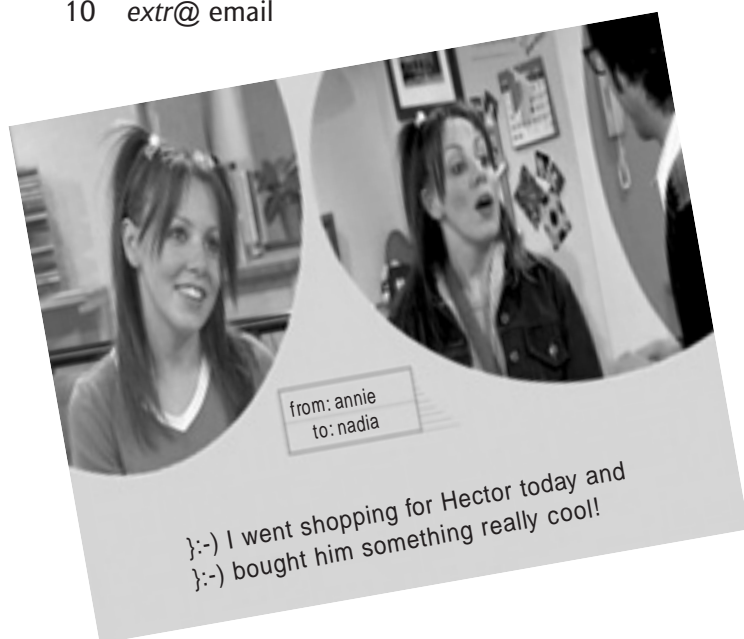 10 extr@ email
from: annie
to: nadia
}:-) I went shopping for Hector today and
}:-) bought him something really cool!